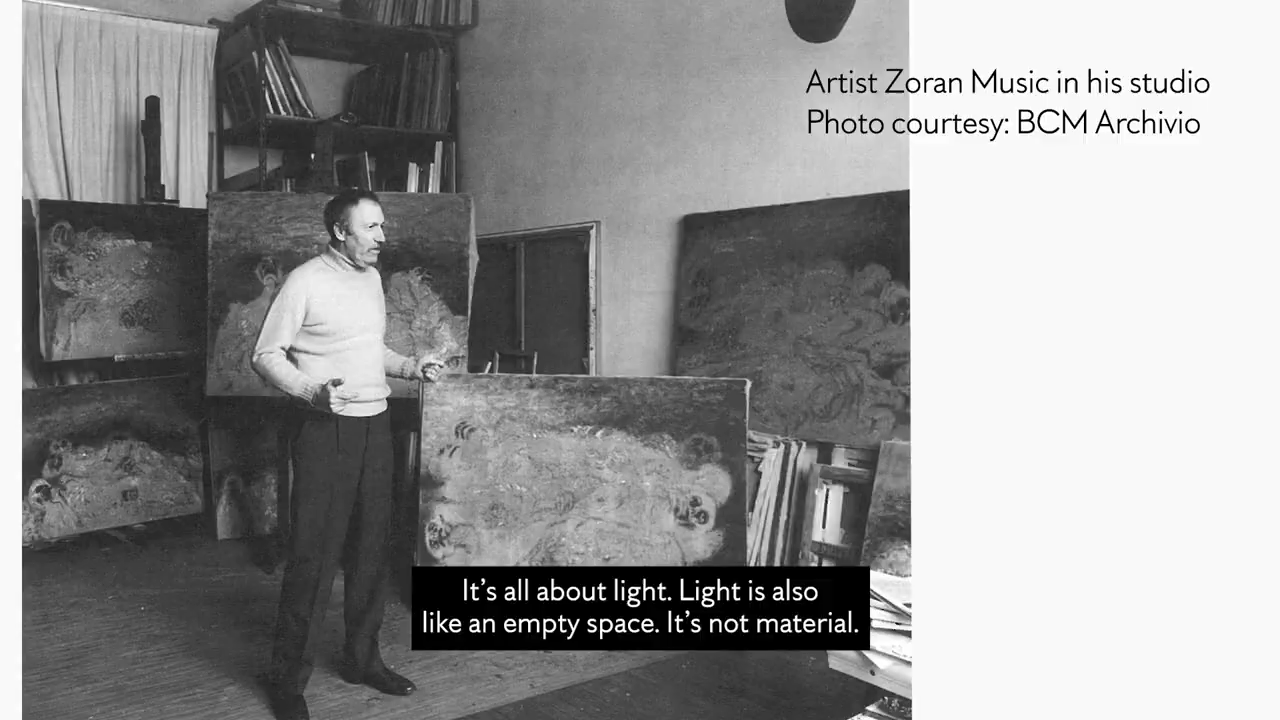 Artist Zoran Music in his studio
Photo courtesy: BCM Archivio
It’s all about light. Light is also
like an empty space. It’s not material.